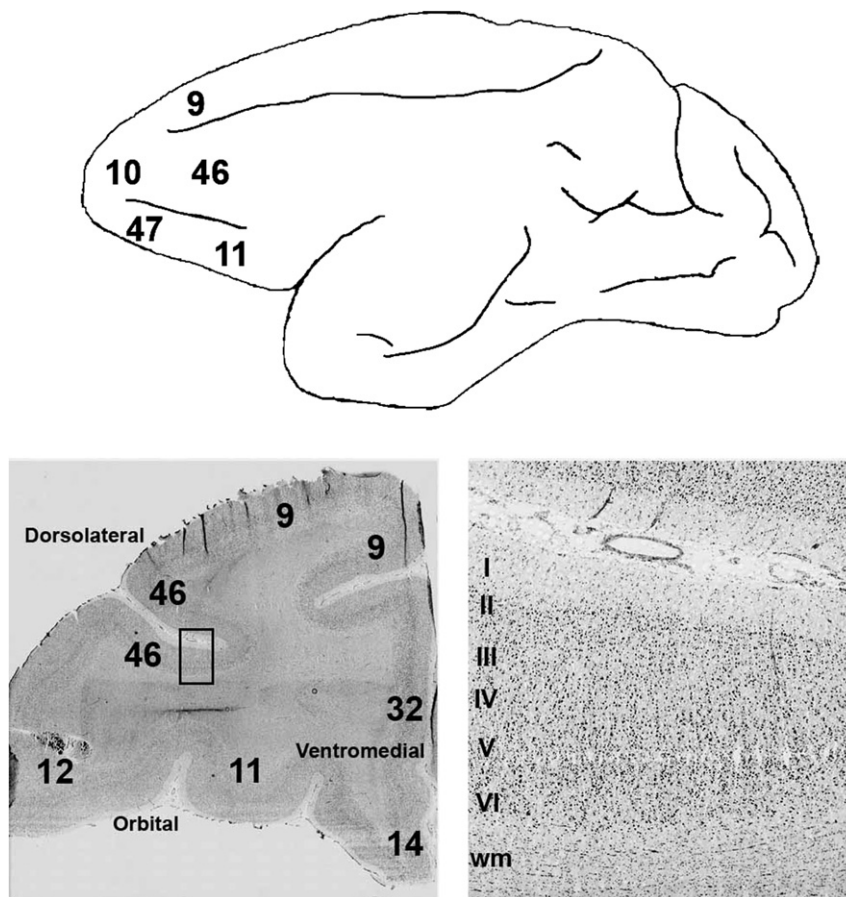 9
10 46
47 11
Dorsolateral
9
9
46
46
32
Ventromedial
12
11
Orbital
14
I
II
III
IV
V
VI
wm